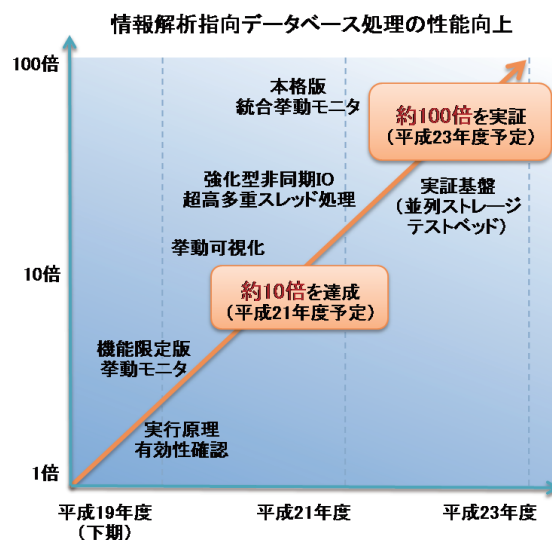 情報解析指向データベース処理の性能向上
100倍
本格版
統合挙動モニタ
約100倍を実証
(平成23年度予定)
強化型非同期IO
超高多重スレッド処理
実証基盤
(並列ストレージ
テストベッド)
挙動可視化
10倍
約10倍を達成
(平成21年度予定)
機能限定版
挙動モニタ
実行原理
有効性確認
1倍
平成19年度
(下期)
平成21年度
平成23年度